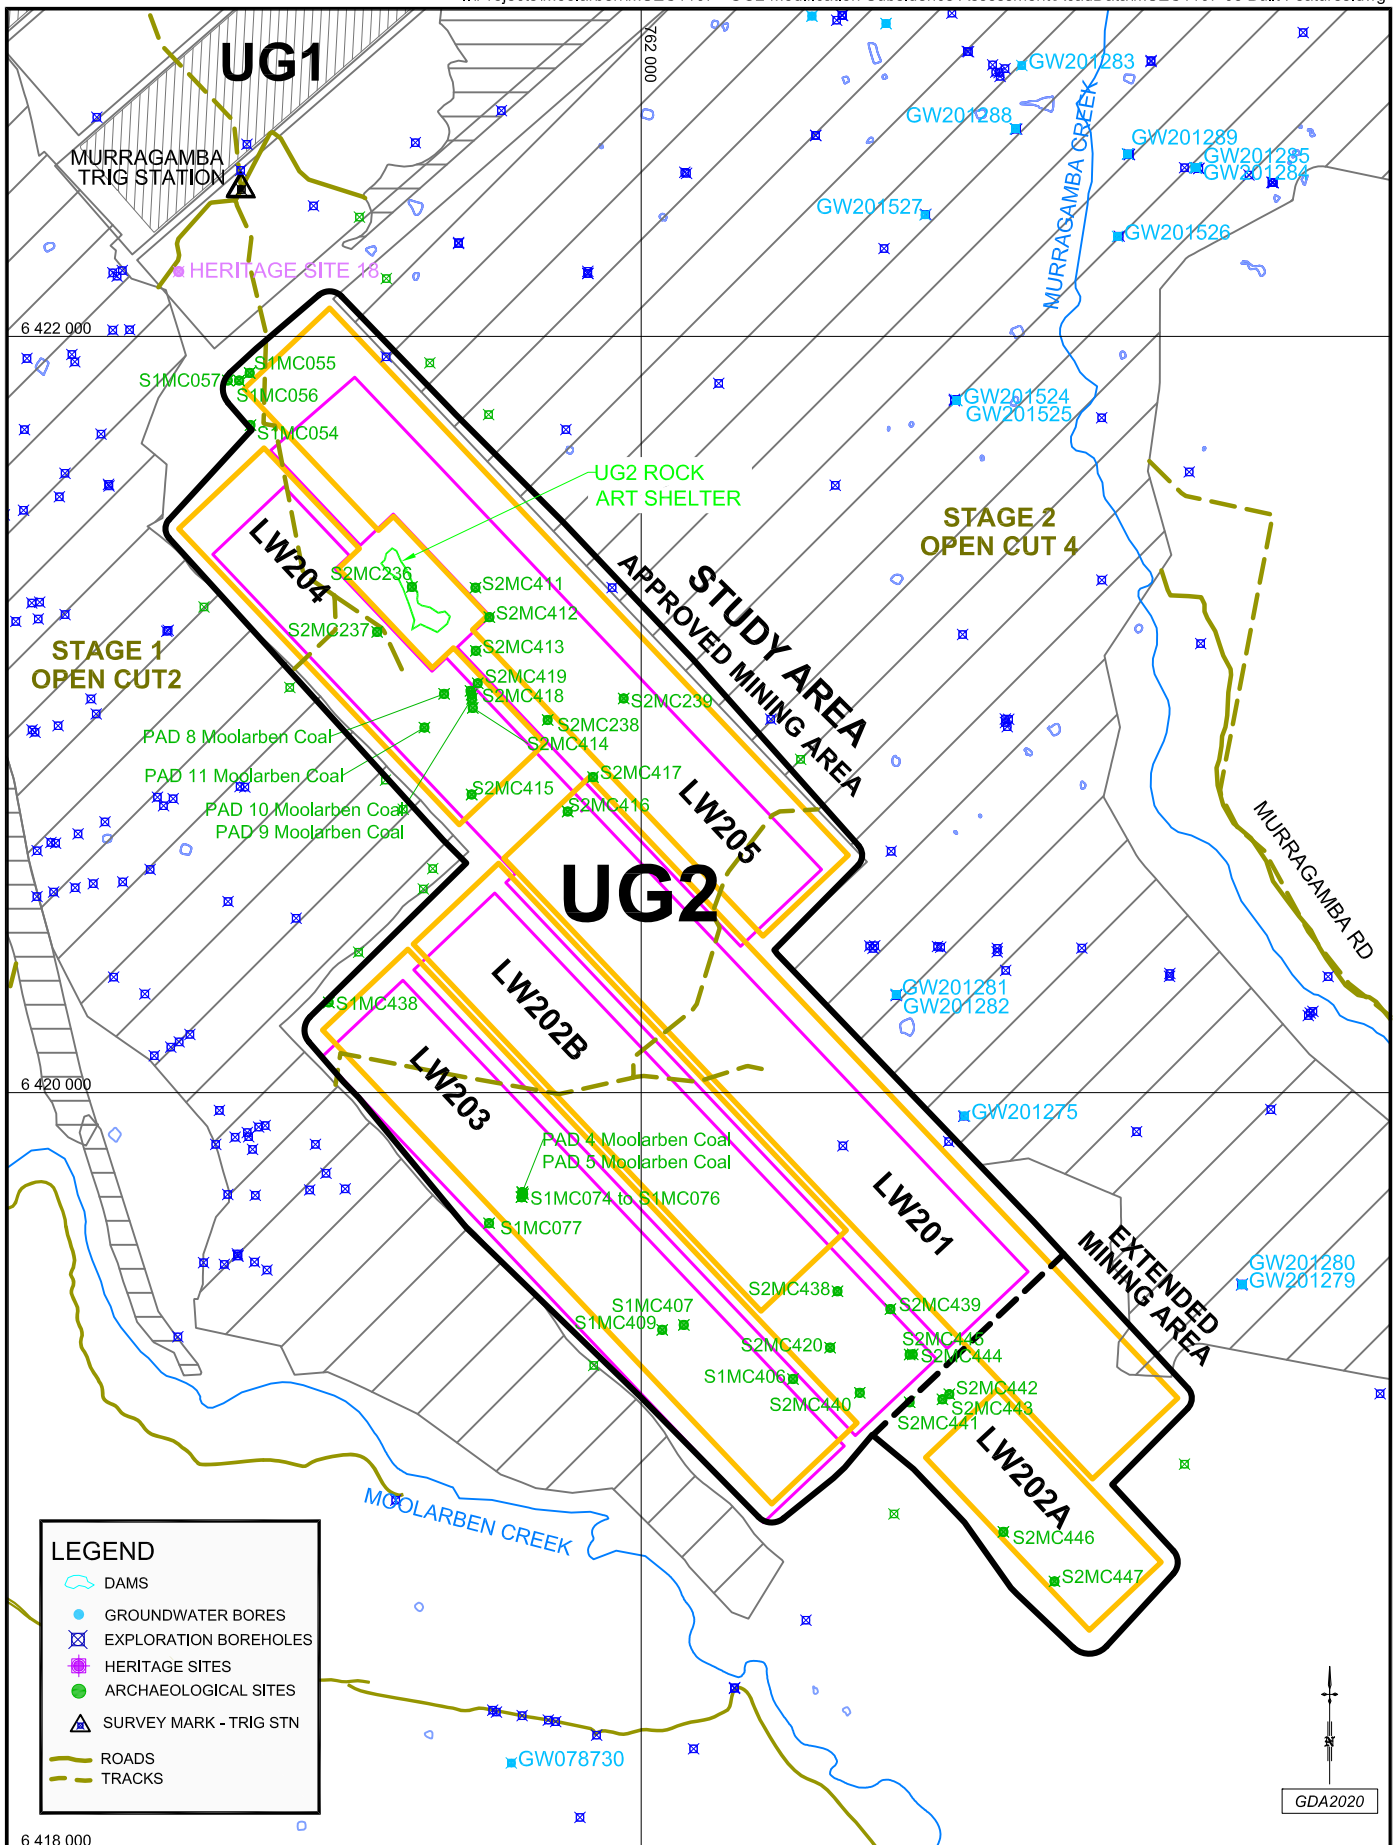 UG1
762 000
GW201283
GW201288
GW201289
GW201285
GW201284
MURRAGAMBA
TRIG STATION
MURRAGAMBA CREEK
GW201527
GW201526
HERITAGE SITE 18
6 422 000
S1MC055
S1MC057
S1MC056
S1MC054
GW201524
GW201525
UG2 ROCK
ART SHELTER
STAGE 2
OPEN CUT 4
LW204
STUDY AREA
APPROVED MINING AREA
S2MC236
S2MC411
S2MC412
S2MC237
S2MC413
STAGE 1
OPEN CUT2
S2MC419
S2MC418
S2MC239
S2MC238
PAD 8 Moolarben Coal
S2MC414
PAD 11 Moolarben Coal
S2MC417
S2MC415
PAD 10 Moolarben Coal
S2MC416
PAD 9 Moolarben Coal
LW205
MURRAGAMBA RD
UG2
GW201281
GW201282
LW202B
S1MC438
LW203
6 420 000
GW201275
PAD 4 Moolarben Coal
PAD 5 Moolarben Coal
S1MC074 to S1MC076
S1MC077
LW201
EXTENDED
MINING AREA
GW201280
GW201279
S2MC438
S2MC439
S1MC407
S1MC409
S2MC420
S2MC445
S2MC444
S1MC406
S2MC440
S2MC442
S2MC443
S2MC441
LW202A
MOOLARBEN CREEK
S2MC446
S2MC447
LEGEND
DAMS
GROUNDWATER BORES
EXPLORATION BOREHOLES
HERITAGE SITES
ARCHAEOLOGICAL SITES
SURVEY MARK - TRIG STN
ROADS
TRACKS
GW078730
N
GDA2020
6 418 000